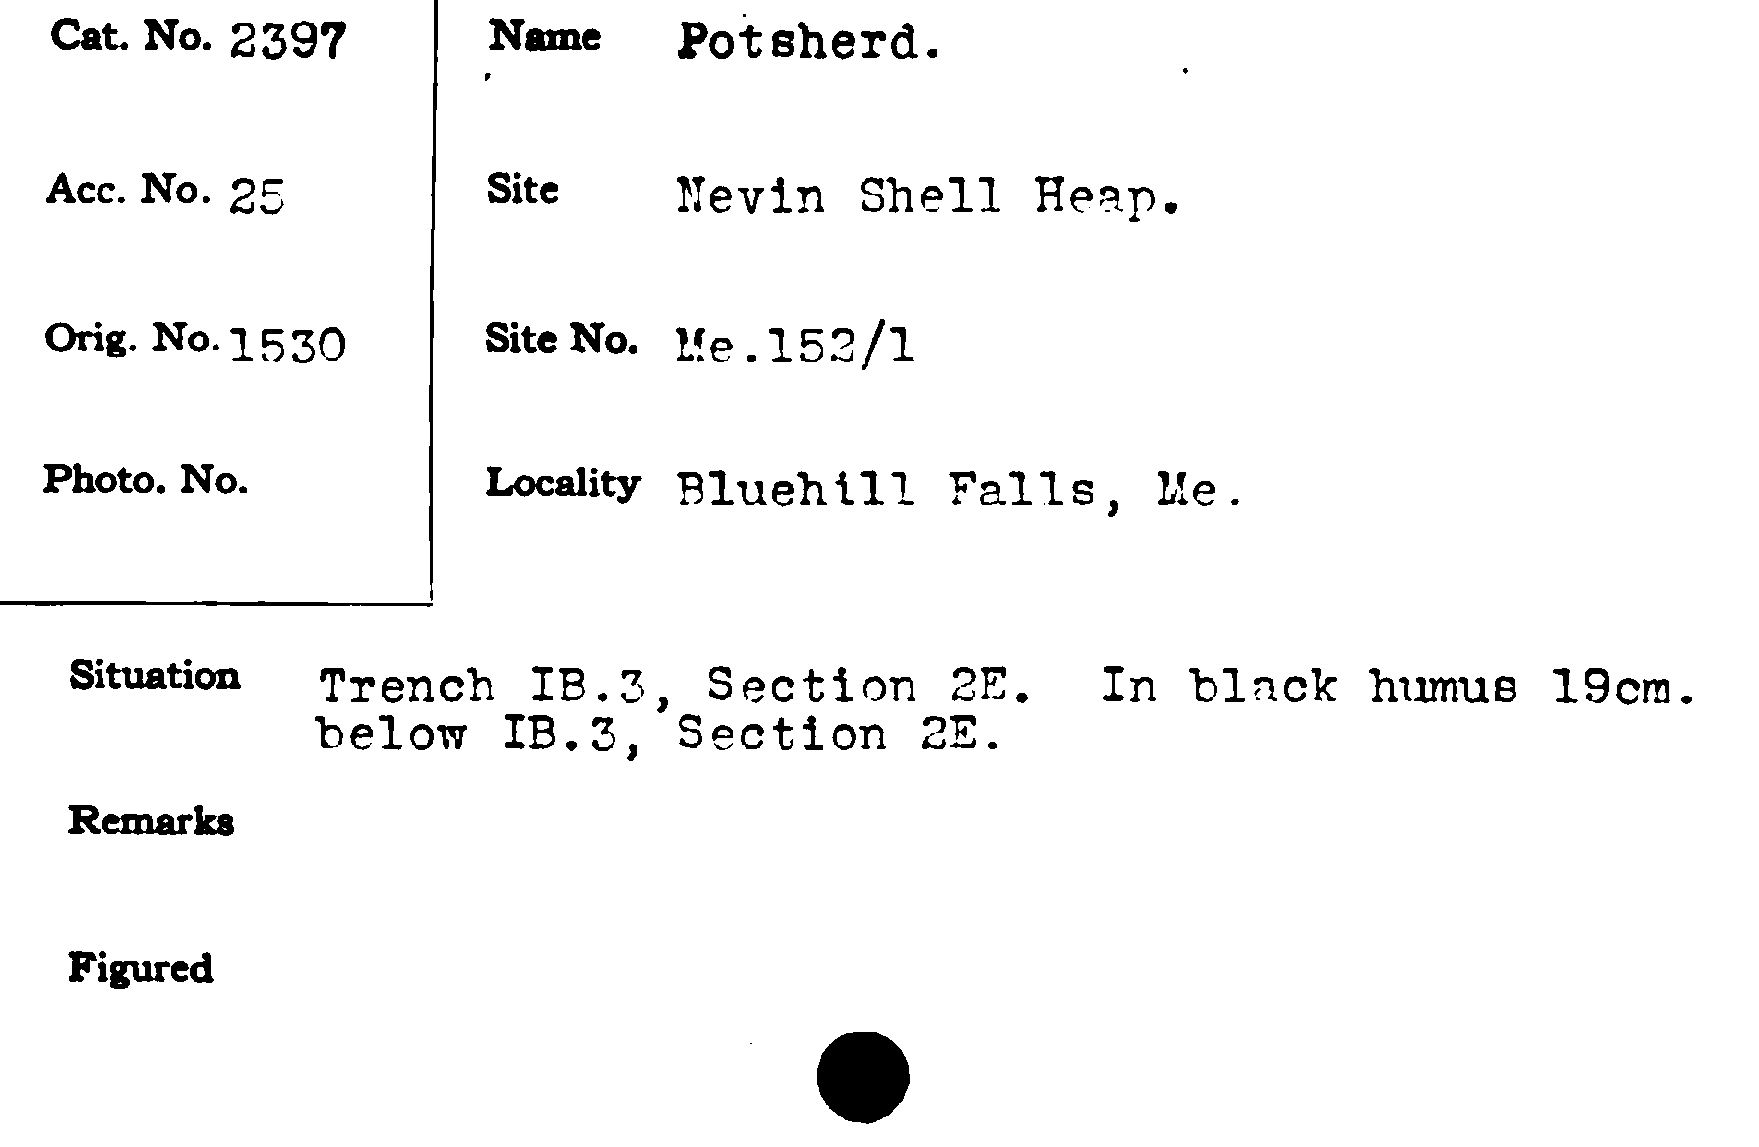 Cat. No. 2397
Name Potsherd.
Acc. No. 25
Site Nevin Shell Heap.
Orig. No. 1530
Site No. Me.152/1
Photo. No.
Locality Bluehill Falls, Me.
Situation Trench IB.3, Section 2E. In black humus 19cm.
below IB.3, Section 2E.
Remarks
Figured